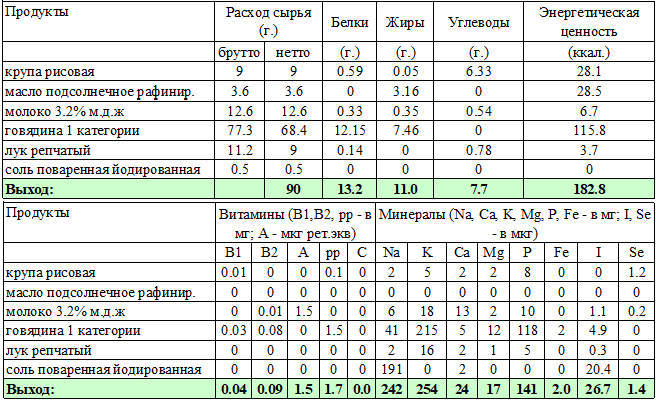 Продукты Расход сырья (г.) Белки Жиры Углеводы Энергетическая ценность
брутто нетто (г.) (г.) (г.) (ккал.)
крупа рисовая 9 9 0.59 0.05 6.33 28.1
масло подсолнечное рафинир. 3.6 3.6 0 3.16 0 28.5
молоко 3.2% м.д.ж 12.6 12.6 0.33 0.35 0.54 6.7
говядина 1 категории 77.3 68.4 12.15 7.46 0 115.8
лук репчатый 11.2 9 0.14 0 0.78 3.7
соль поваренная йодированная 0.5 0.5 0 0 0 0
Выход: 90 13.2 11.0 7.7 182.8
Продукты Витамины (B1,B2, pp - в мг; A - мкг рет.экв) Минералы (Na, Ca, K, Mg, P, Fe - в мг; I, Se - в мкг)
B1 B2 A pp C Na K Ca Mg P Fe I Se
крупа рисовая 0.01 0 0 0.1 0 2 5 2 2 8 0 0 1.2
масло подсолнечное рафинир. 0 0 0 0 0 0 0 0 0 0 0 0 0
молоко 3.2% м.д.ж 0 0.01 1.5 0 0 6 18 13 2 10 0 1.1 0.2
говядина 1 категории 0.03 0.08 0 1.5 0 41 215 5 12 118 2 4.9 0
лук репчатый 0 0 0 0 0 2 16 2 1 5 0 0.3 0
соль поваренная йодированная 0 0 0 0 0 191 0 2 0 0 0 20.4 0
Выход: 0.04 0.09 1.5 1.7 0.0 242 254 24 17 141 2.0 26.7 1.4